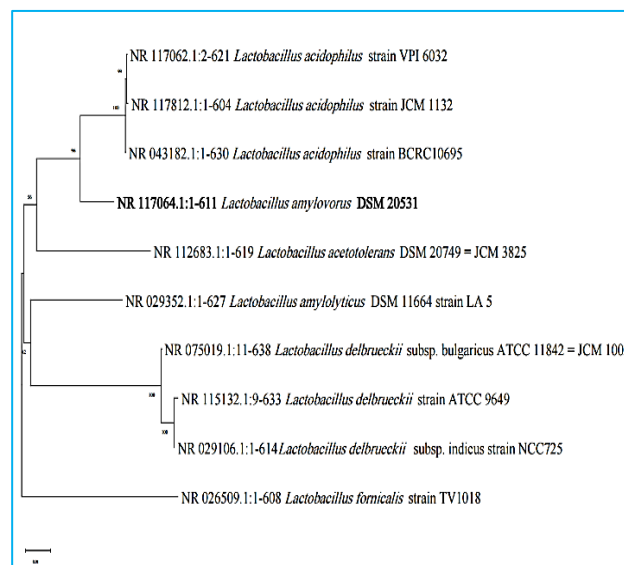 NR 117062.1:2-621 Lactobacillus acidophilus strain VPI 6032
NR 117812.1:1-604 Lactobacillus acidophilus strain JCM 1132
NR 043182.1:1-630 Lactobacillus acidophilus strain BCRC10695
NR 117064.1:1-611 Lactobacillus amylovorus DSM 20531
NR 112683.1:1-619 Lactobacillus acetotolerans DSM 20749 = JCM 3825
NR 029352.1:1-627 Lactobacillus amylolyticus DSM 11664 strain LA 5
NR 075019.1:11-638 Lactobacillus delbrueckii subsp. bulgaricus ATCC 11842 = JCM 100
NR 115132.1:9-633 Lactobacillus delbrueckii strain ATCC 9649
100
NR 029106.1:1-614Lactobacillus delbrueckii subsp. indicus strain NCC725
100
NR 026509.1:1-608 Lactobacillus fornicalis strain TV1018